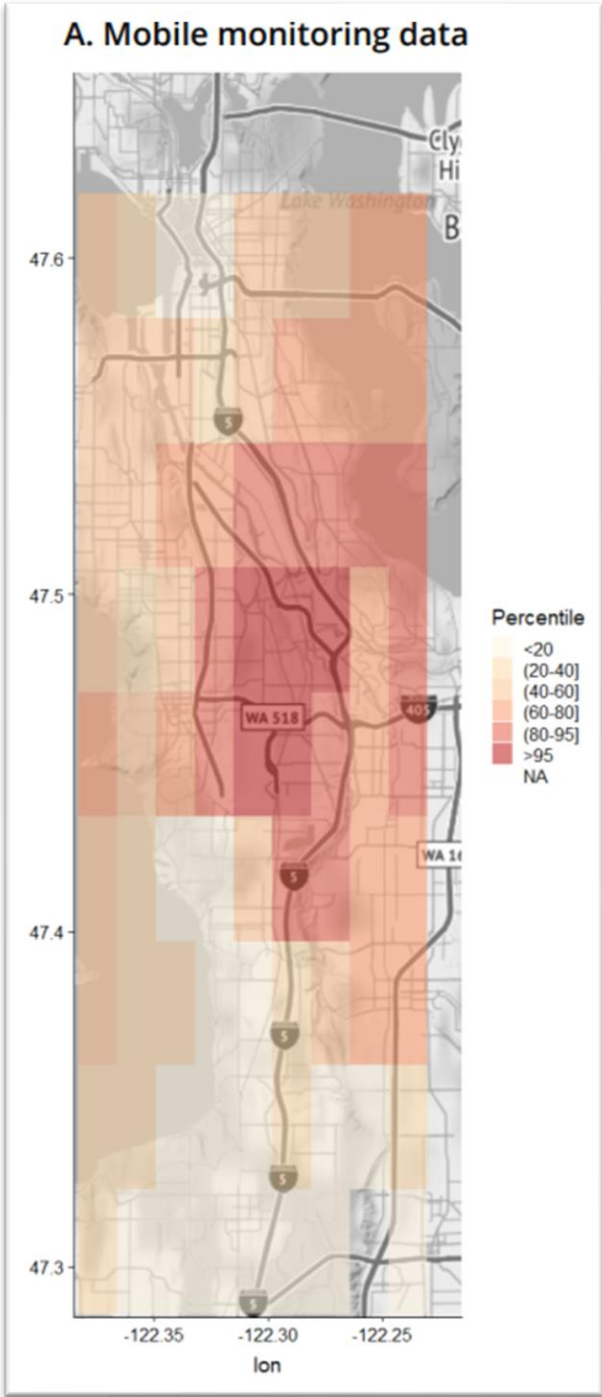 A. Mobile monitoring data
Cly
Hi
Lake Washington
B
47.6
5
47.5
Percentile
<20
(20-40]
(40-60]
(60-80]
(80-95]
>95
NA
405
WA 518
WA 16
5
47.4
5
5
47.3
5
-122.35
-122.30
-122.25
lon